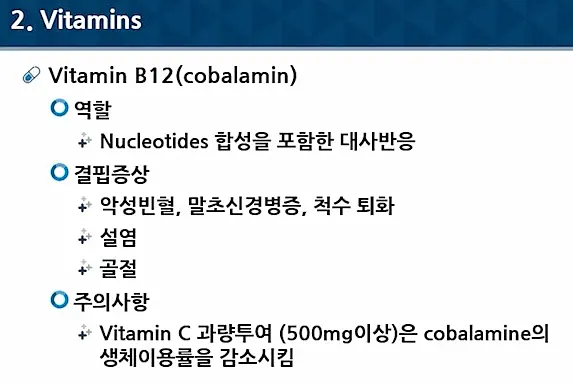 2. Vitamins
Vitamin B12(cobalamin)
역할
Nucleotides 합성을 포함한 대사반응
결핍증상
악성빈혈, 말초신경병증, 척수 퇴화
설염
골절
주의사항
Vitamin C 과량투여 (500mg이상)은 cobalamine의
생체이용률을 감소시킴